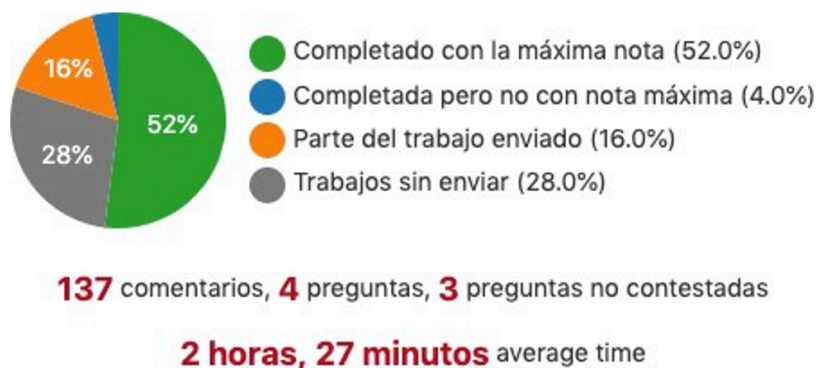 16%
52%
28%
Completado con la máxima nota (52.0%)
Completada pero no con nota máxima (4.0%)
Parte del trabajo enviado (16.0%)
Trabajos sin enviar (28.0%)
137 comentarios, 4 preguntas, 3 preguntas no contestadas
2 horas, 27 minutos average time